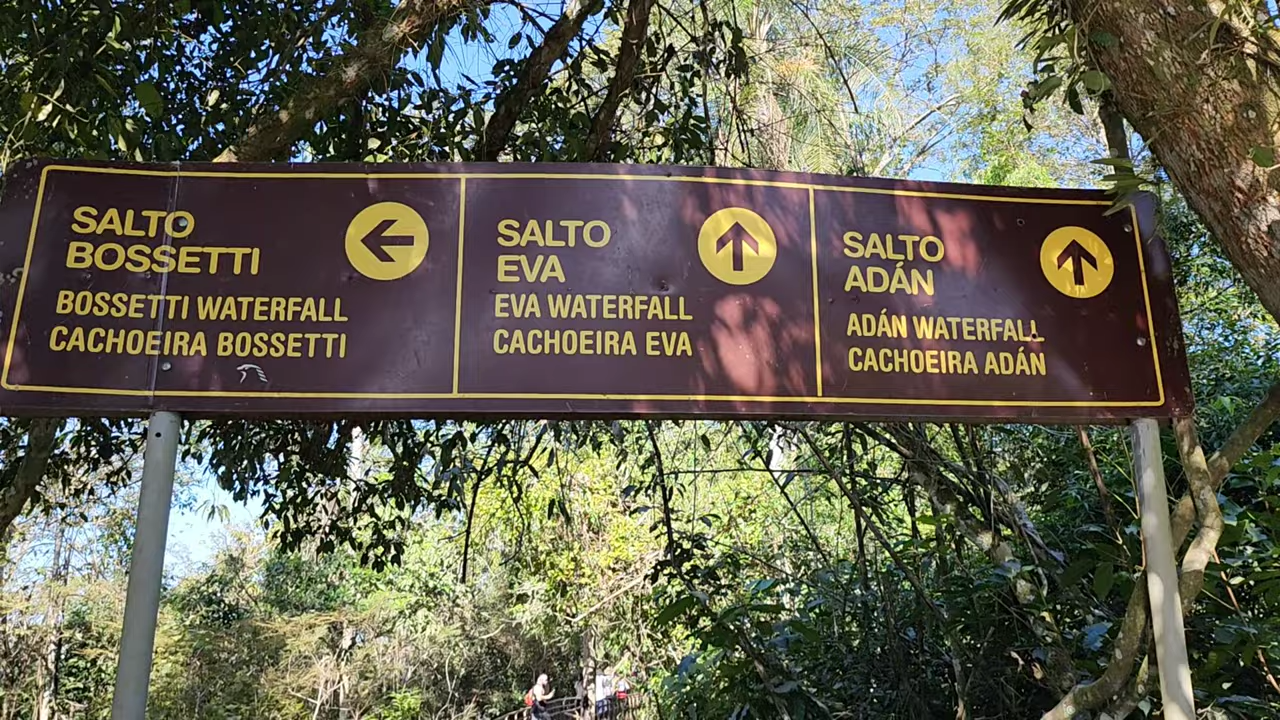 SALTO
BOSSETTI
BOSSETTI WATERFALL
CACHOEIRA BOSSETTI
SALTO
EVA
EVA WATERFALL
CACHOEIRA EVA
SALTO
ADÁN
ADÁN WATERFALL
CACHOEIRA ADÁN